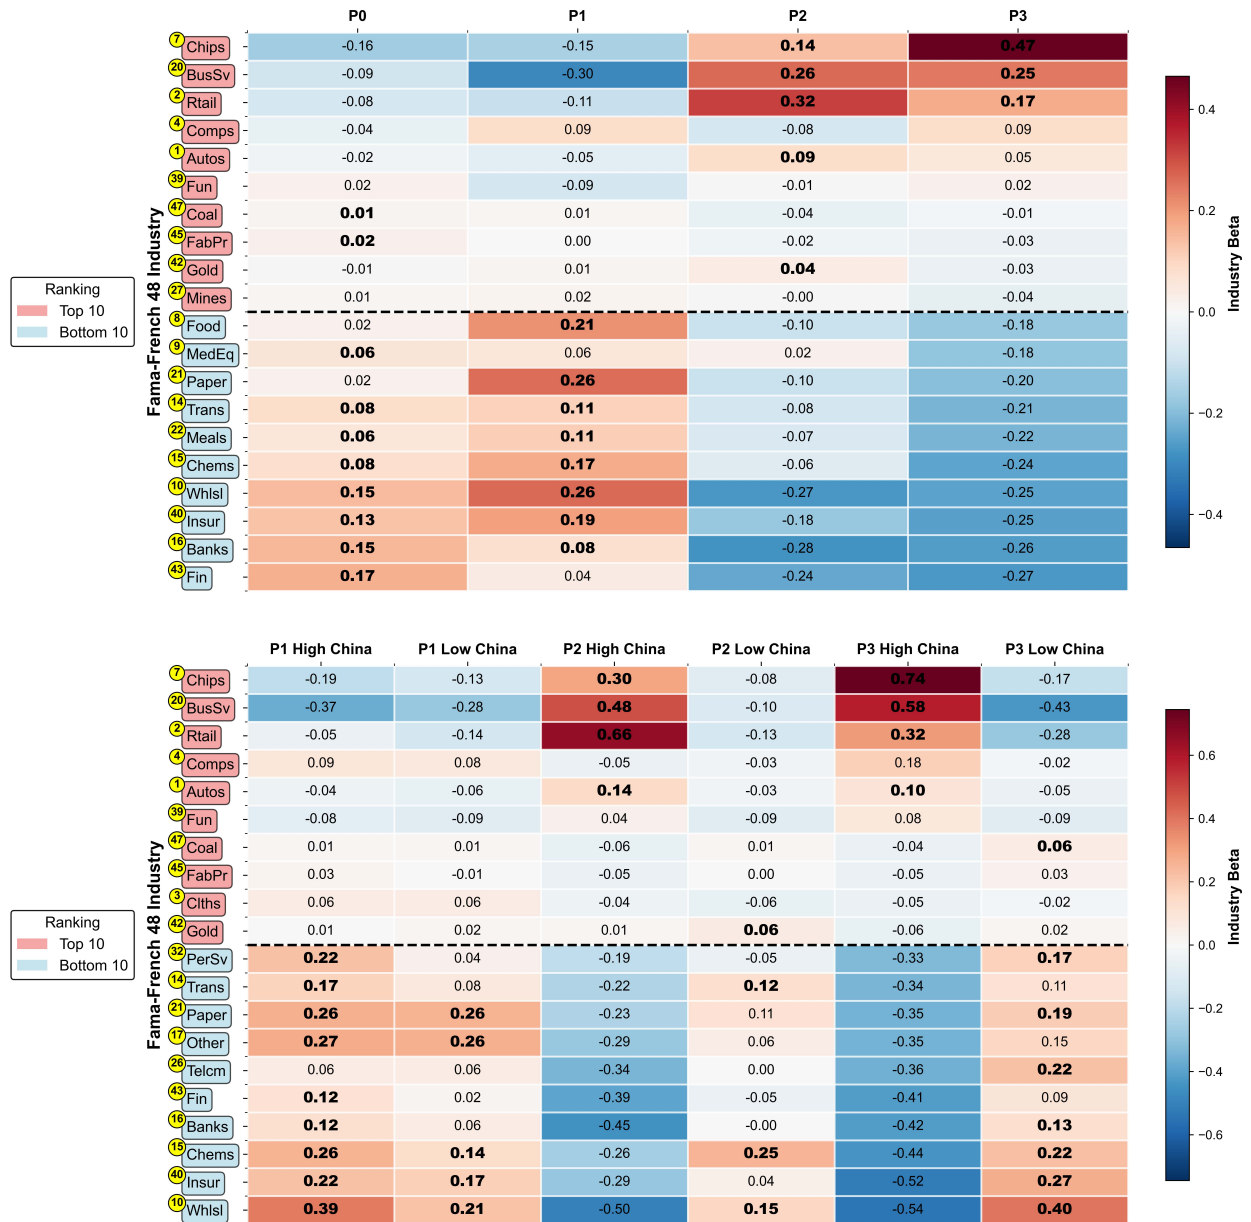 P0 P1 P2 P3
7 Chips -0.16 -0.15 0.14 0.47
20 BusSv -0.09 -0.30 0.26 0.25
2 Rtail -0.08 -0.11 0.32 0.17
4 Comps -0.04 0.09 -0.08 0.09
1 Autos -0.02 -0.05 0.09 0.05
39 Fun 0.02 -0.09 -0.01 0.02
47 Coal 0.01 0.01 -0.04 -0.01
45 FabPr 0.02 0.00 -0.02 -0.03
42 Gold -0.01 0.01 0.04 -0.03
27 Mines 0.01 0.02 -0.00 -0.04
8 Food 0.02 0.21 -0.10 -0.18
9 MedEq 0.06 0.06 0.02 -0.18
21 Paper 0.02 0.26 -0.10 -0.20
14 Trans 0.08 0.11 -0.08 -0.21
22 Meals 0.06 0.11 -0.07 -0.22
15 Chems 0.08 0.17 -0.06 -0.24
10 Whlsl 0.15 0.26 -0.27 -0.25
40 Insur 0.13 0.19 -0.18 -0.25
16 Banks 0.15 0.08 -0.28 -0.26
43 Fin 0.17 0.04 -0.24 -0.27
Fama-French 48 Industry
Ranking
Top 10
Bottom 10
0.4
0.2
0.0
−0.2
−0.4
Industry Beta
P1 High China P1 Low China P2 High China P2 Low China P3 High China P3 Low China
7 Chips -0.19 -0.13 0.30 -0.08 0.74 -0.17
20 BusSv -0.37 -0.28 0.48 -0.10 0.58 -0.43
2 Rtail -0.05 -0.14 0.66 -0.13 0.32 -0.28
4 Comps 0.09 0.08 -0.05 -0.03 0.18 -0.02
1 Autos -0.04 -0.06 0.14 -0.03 0.10 -0.05
39 Fun -0.08 -0.09 0.04 -0.09 0.08 -0.09
47 Coal 0.01 0.01 -0.06 0.01 -0.04 0.06
45 FabPr 0.03 -0.01 -0.05 0.00 -0.05 0.03
3 Clths 0.06 0.06 -0.04 -0.06 -0.05 -0.02
42 Gold 0.01 0.02 0.01 0.06 -0.06 0.02
32 PerSv 0.22 0.04 -0.19 -0.05 -0.33 0.17
14 Trans 0.17 0.08 -0.22 0.12 -0.34 0.11
21 Paper 0.26 0.26 -0.23 0.11 -0.35 0.19
17 Other 0.27 0.26 -0.29 0.06 -0.35 0.15
26 Telcm 0.06 0.06 -0.34 0.00 -0.36 0.22
43 Fin 0.12 0.02 -0.39 -0.05 -0.41 0.09
16 Banks 0.12 0.06 -0.45 -0.00 -0.42 0.13
15 Chems 0.26 0.14 -0.26 0.25 -0.44 0.22
40 Insur 0.22 0.17 -0.29 0.04 -0.52 0.27
10 Whlsl 0.39 0.21 -0.50 0.15 -0.54 0.40
Fama-French 48 Industry
Ranking
Top 10
Bottom 10
0.6
0.4
0.2
0.0
−0.2
−0.4
−0.6
Industry Beta